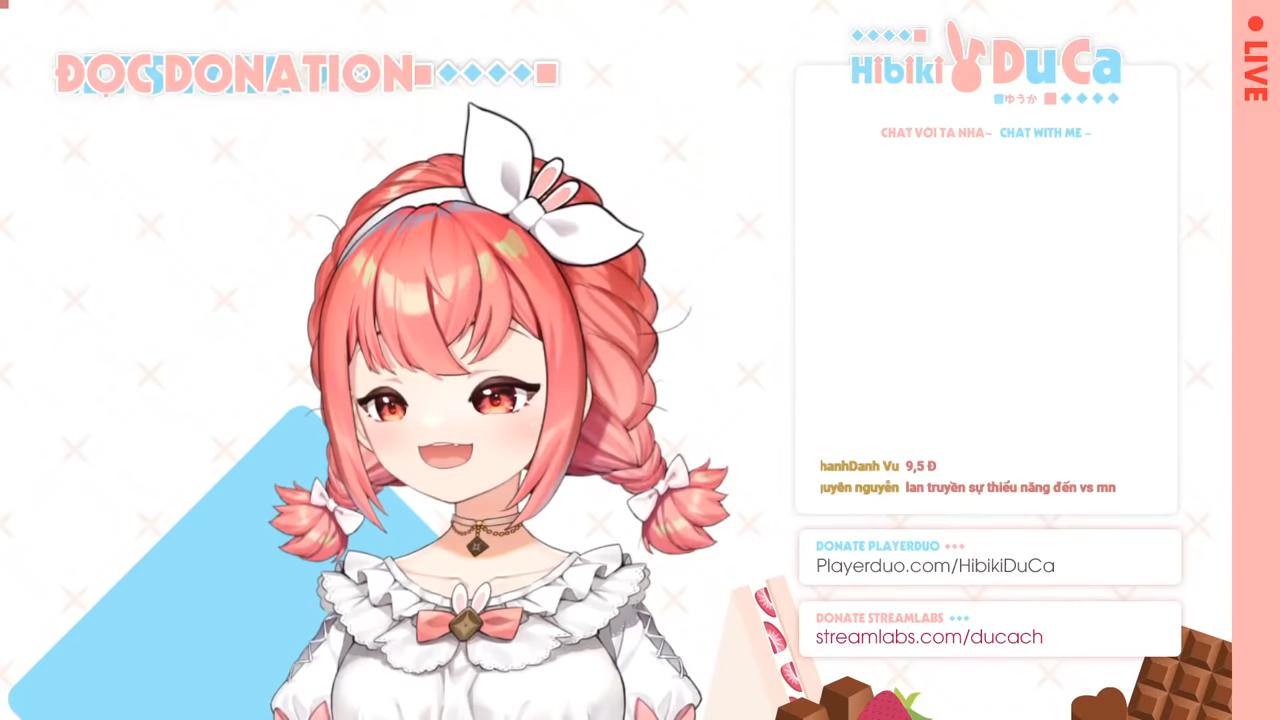 ĐỌC DONATION
Hibiki DuCa
ゆうか
CHAT VỚI TA NHA~ CHAT WITH ME ~
hanhDanh Vu 9,5 Đ
guyên nguyễn lan truyền sự thiểu năng đến vs mn
DONATE PLAYERDUO
Playerduo.com/HibikiDuCa
DONATE STREAMLABS
streamlabs.com/ducach
LIVE